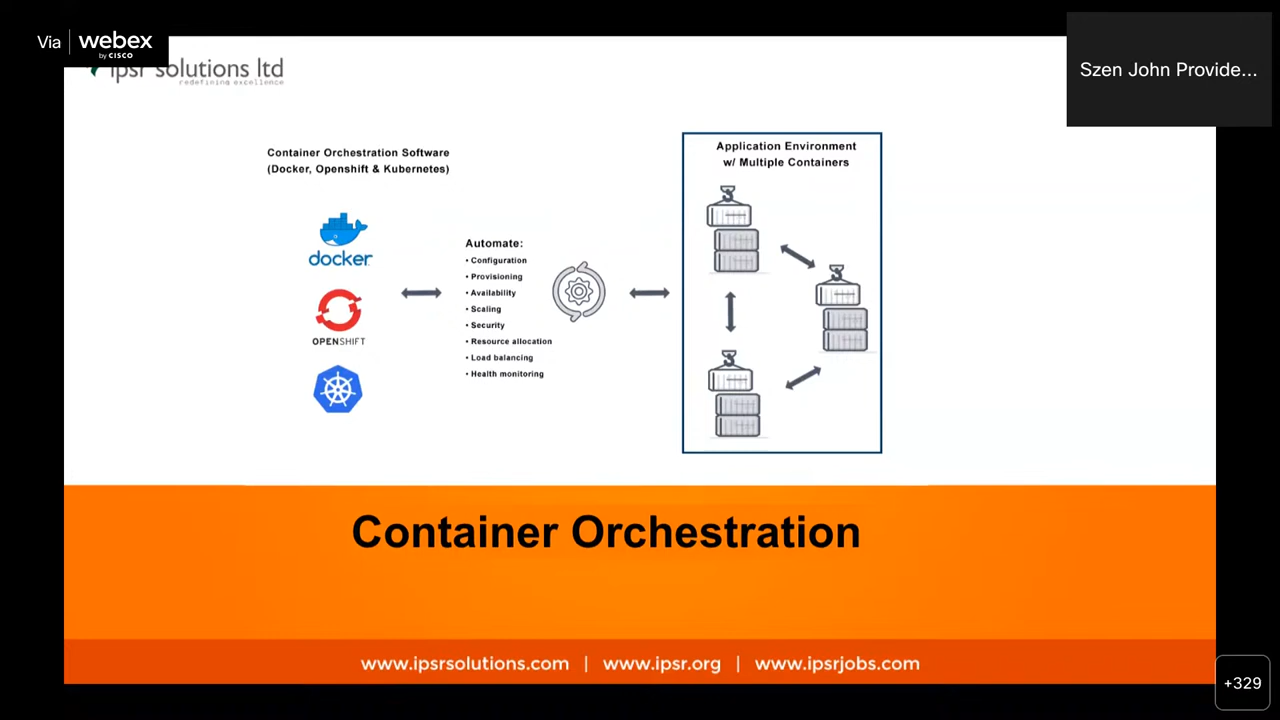 Via webex
by CISCO
ipsr solutions ltd
redefining excellence
Szen John Provide...
Container Orchestration Software
(Docker, Openshift & Kubernetes)
docker
OPENSHIFT
Automate:
• Configuration
• Provisioning
• Availability
• Scaling
• Security
• Resource allocation
• Load balancing
• Health monitoring
Application Environment
w/ Multiple Containers
Container Orchestration
www.ipsrsolutions.com | www.ipsr.org | www.ipsrjobs.com
+329